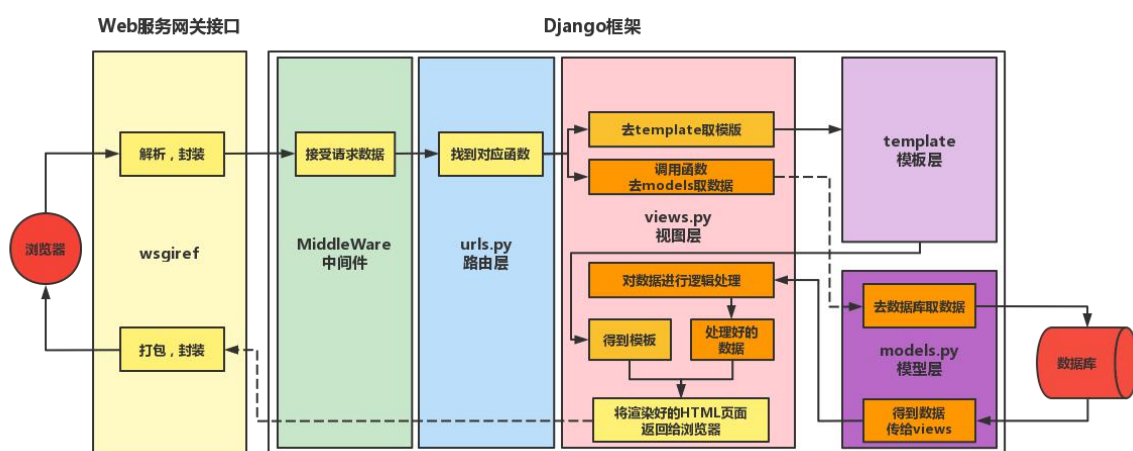 Web服务网关接口
Django框架
浏览器
解析，封装
wsgiref
打包，封装
接受请求数据
MiddleWare
中间件
找到对应函数
urls.py
路由层
去template取模版
调用函数
去models取数据
views.py
视图层
对数据进行逻辑处理
得到模板
处理好的
数据
将渲染好的HTML页面
返回给浏览器
template
模板层
去数据库取数据
models.py
模型层
得到数据
传给views
数据库